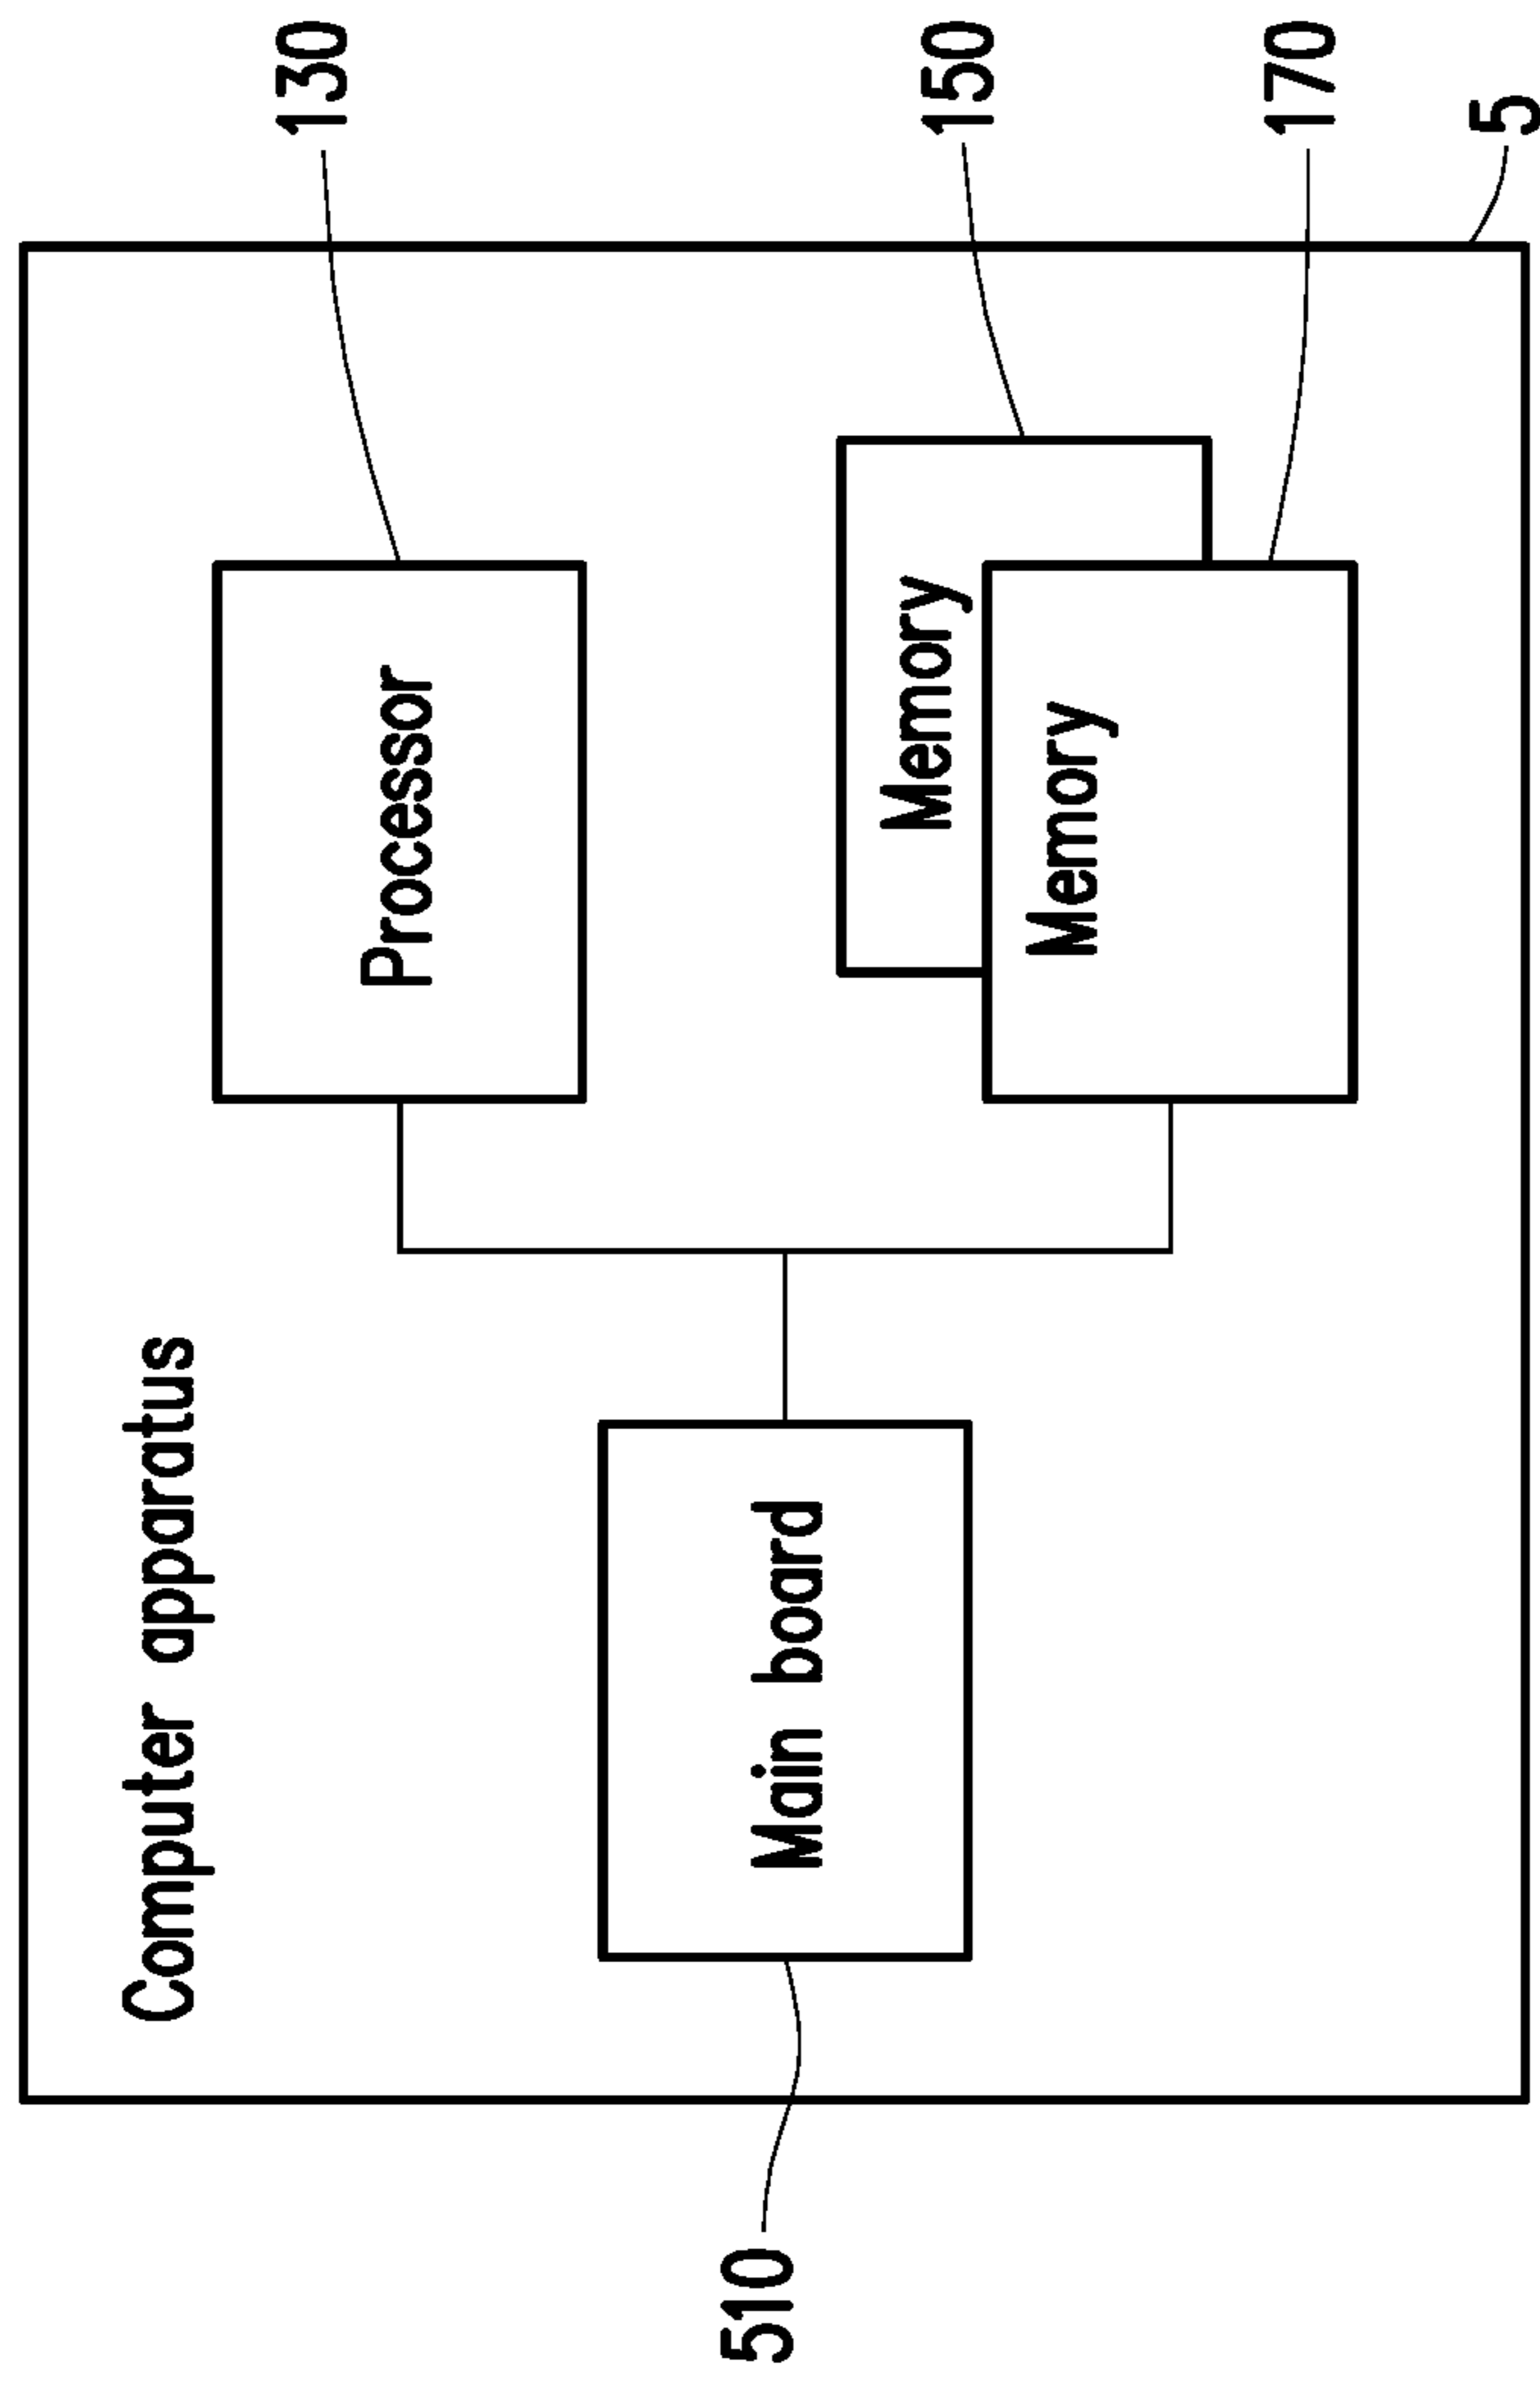 Computer apparatus
Processor
130
Main board
510
Memory
150
Memory
170
5